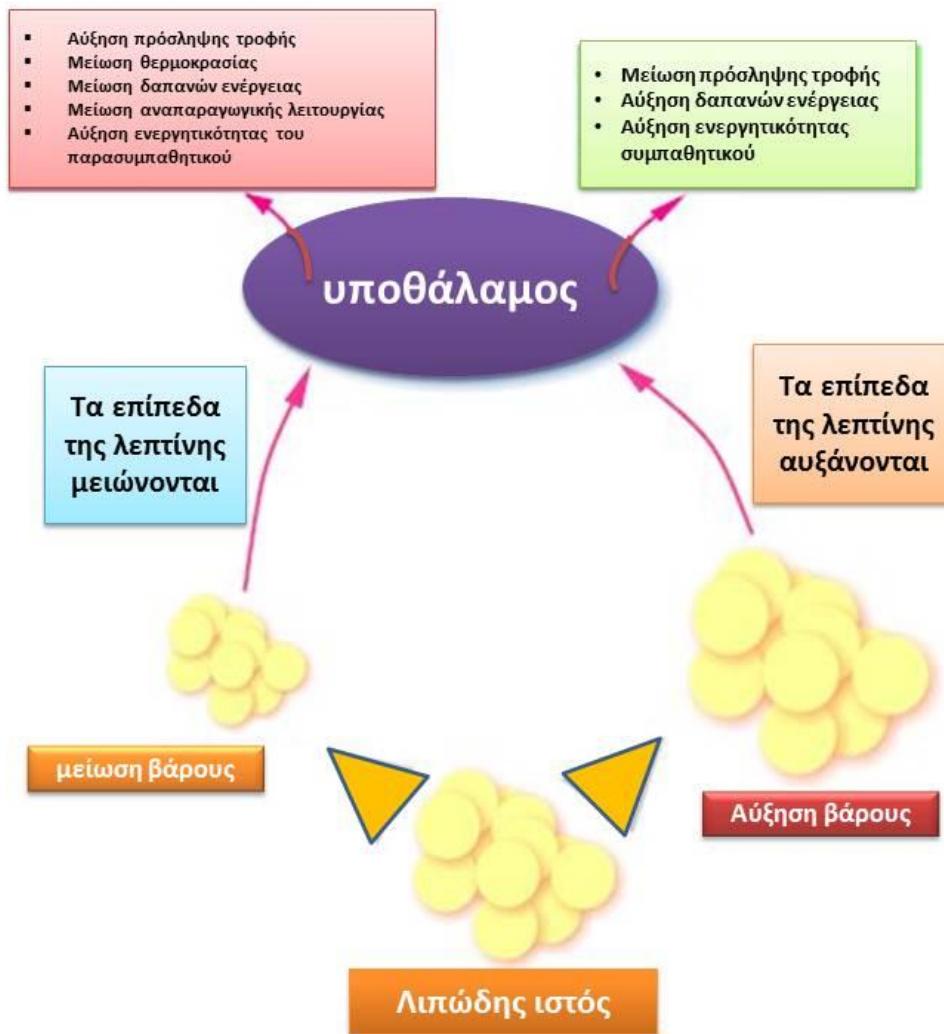 ▪ Αύξηση πρόσληψης τροφής
▪ Μείωση θερμοκρασίας
▪ Μείωση δαπανών ενέργειας
▪ Μείωση αναπαραγωγικής λειτουργίας
▪ Αύξηση ενεργητικότητας του
παρασυμπαθητικού
• Μείωση πρόσληψης τροφής
• Αύξηση δαπανών ενέργειας
• Αύξηση ενεργητικότητας
συμπαθητικού
υποθάλαμος
Τα επίπεδα
της λεπτίνης
μειώνονται
Τα επίπεδα
της λεπτίνης
αυξάνονται
μείωση βάρους
Αύξηση βάρους
Λιπώδης ιστός